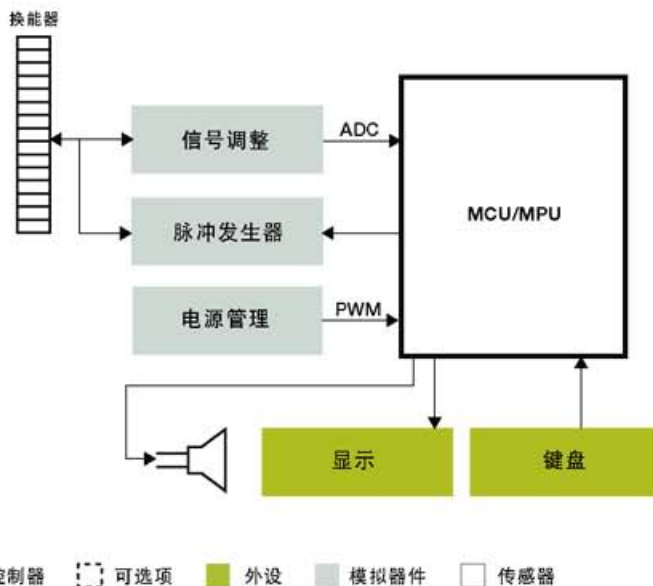 换能器
信号调整
ADC
MCU/MPU
脉冲发生器
电源管理
PWM
显示
键盘
控制器
可选项
外设
模拟器件
传感器